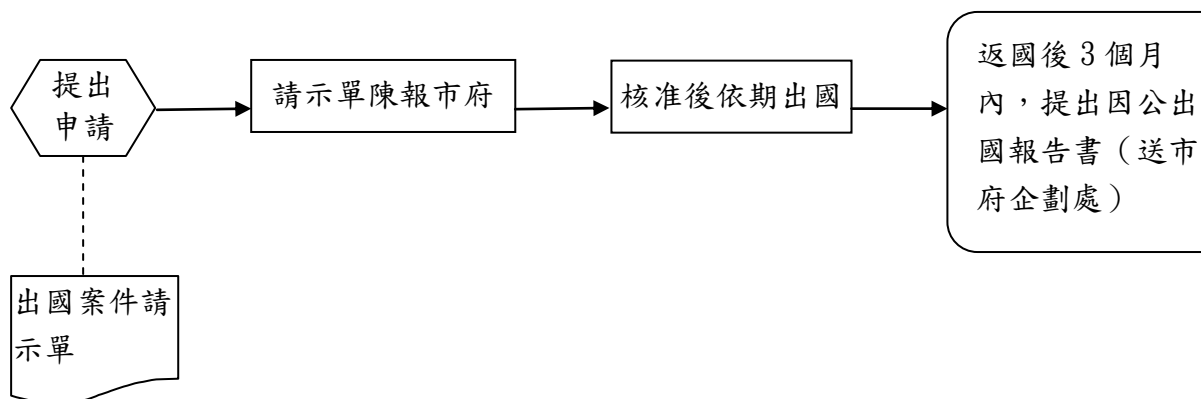 提出
申請
請示單陳報市府
核准後依期出國
返國後 3 個月
內，提出因公出
國報告書（送市
府企劃處）
出國案件請
示單